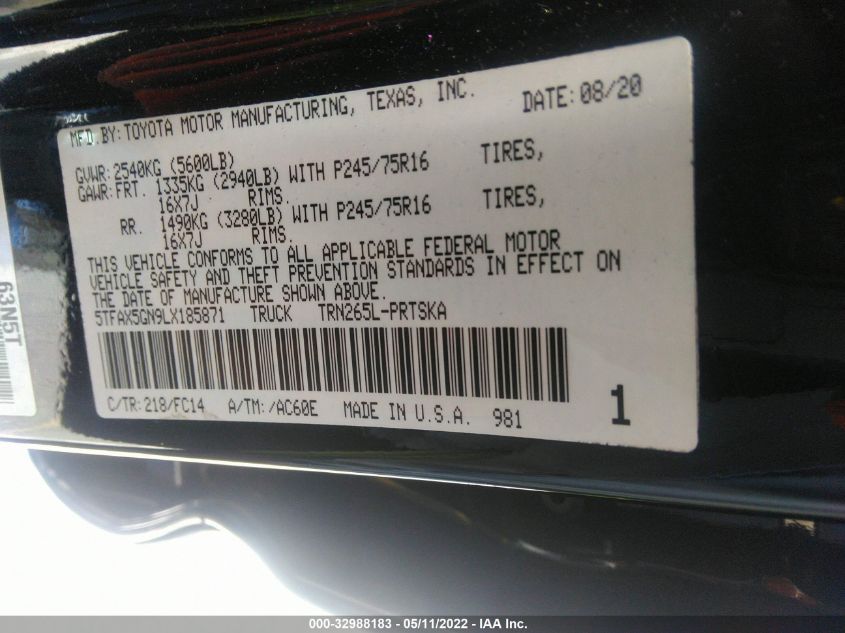 MFD.BY:TOYOTA MOTOR MANUFACTURING, TEXAS, INC. DATE:08/20
GVWR:2540KG (5600LB)
GAWR:FRT. 1335KG (2940LB) WITH P245/75R16 TIRES,
16X7J RIMS.
RR. 1490KG (3280LB) WITH P245/75R16 TIRES,
16X7J RIMS.
THIS VEHICLE CONFORMS TO ALL APPLICABLE FEDERAL MOTOR
VEHICLE SAFETY AND THEFT PREVENTION STANDARDS IN EFFECT ON
THE DATE OF MANUFACTURE SHOWN ABOVE.
5TFAX5GN9LX185871 TRUCK TRN265L-PRTSKA
C/TR:218/FC14 A/TM:/AC60E MADE IN U.S.A. 981 1
63N5T
000-32988183 - 05/11/2022 - IAA Inc.